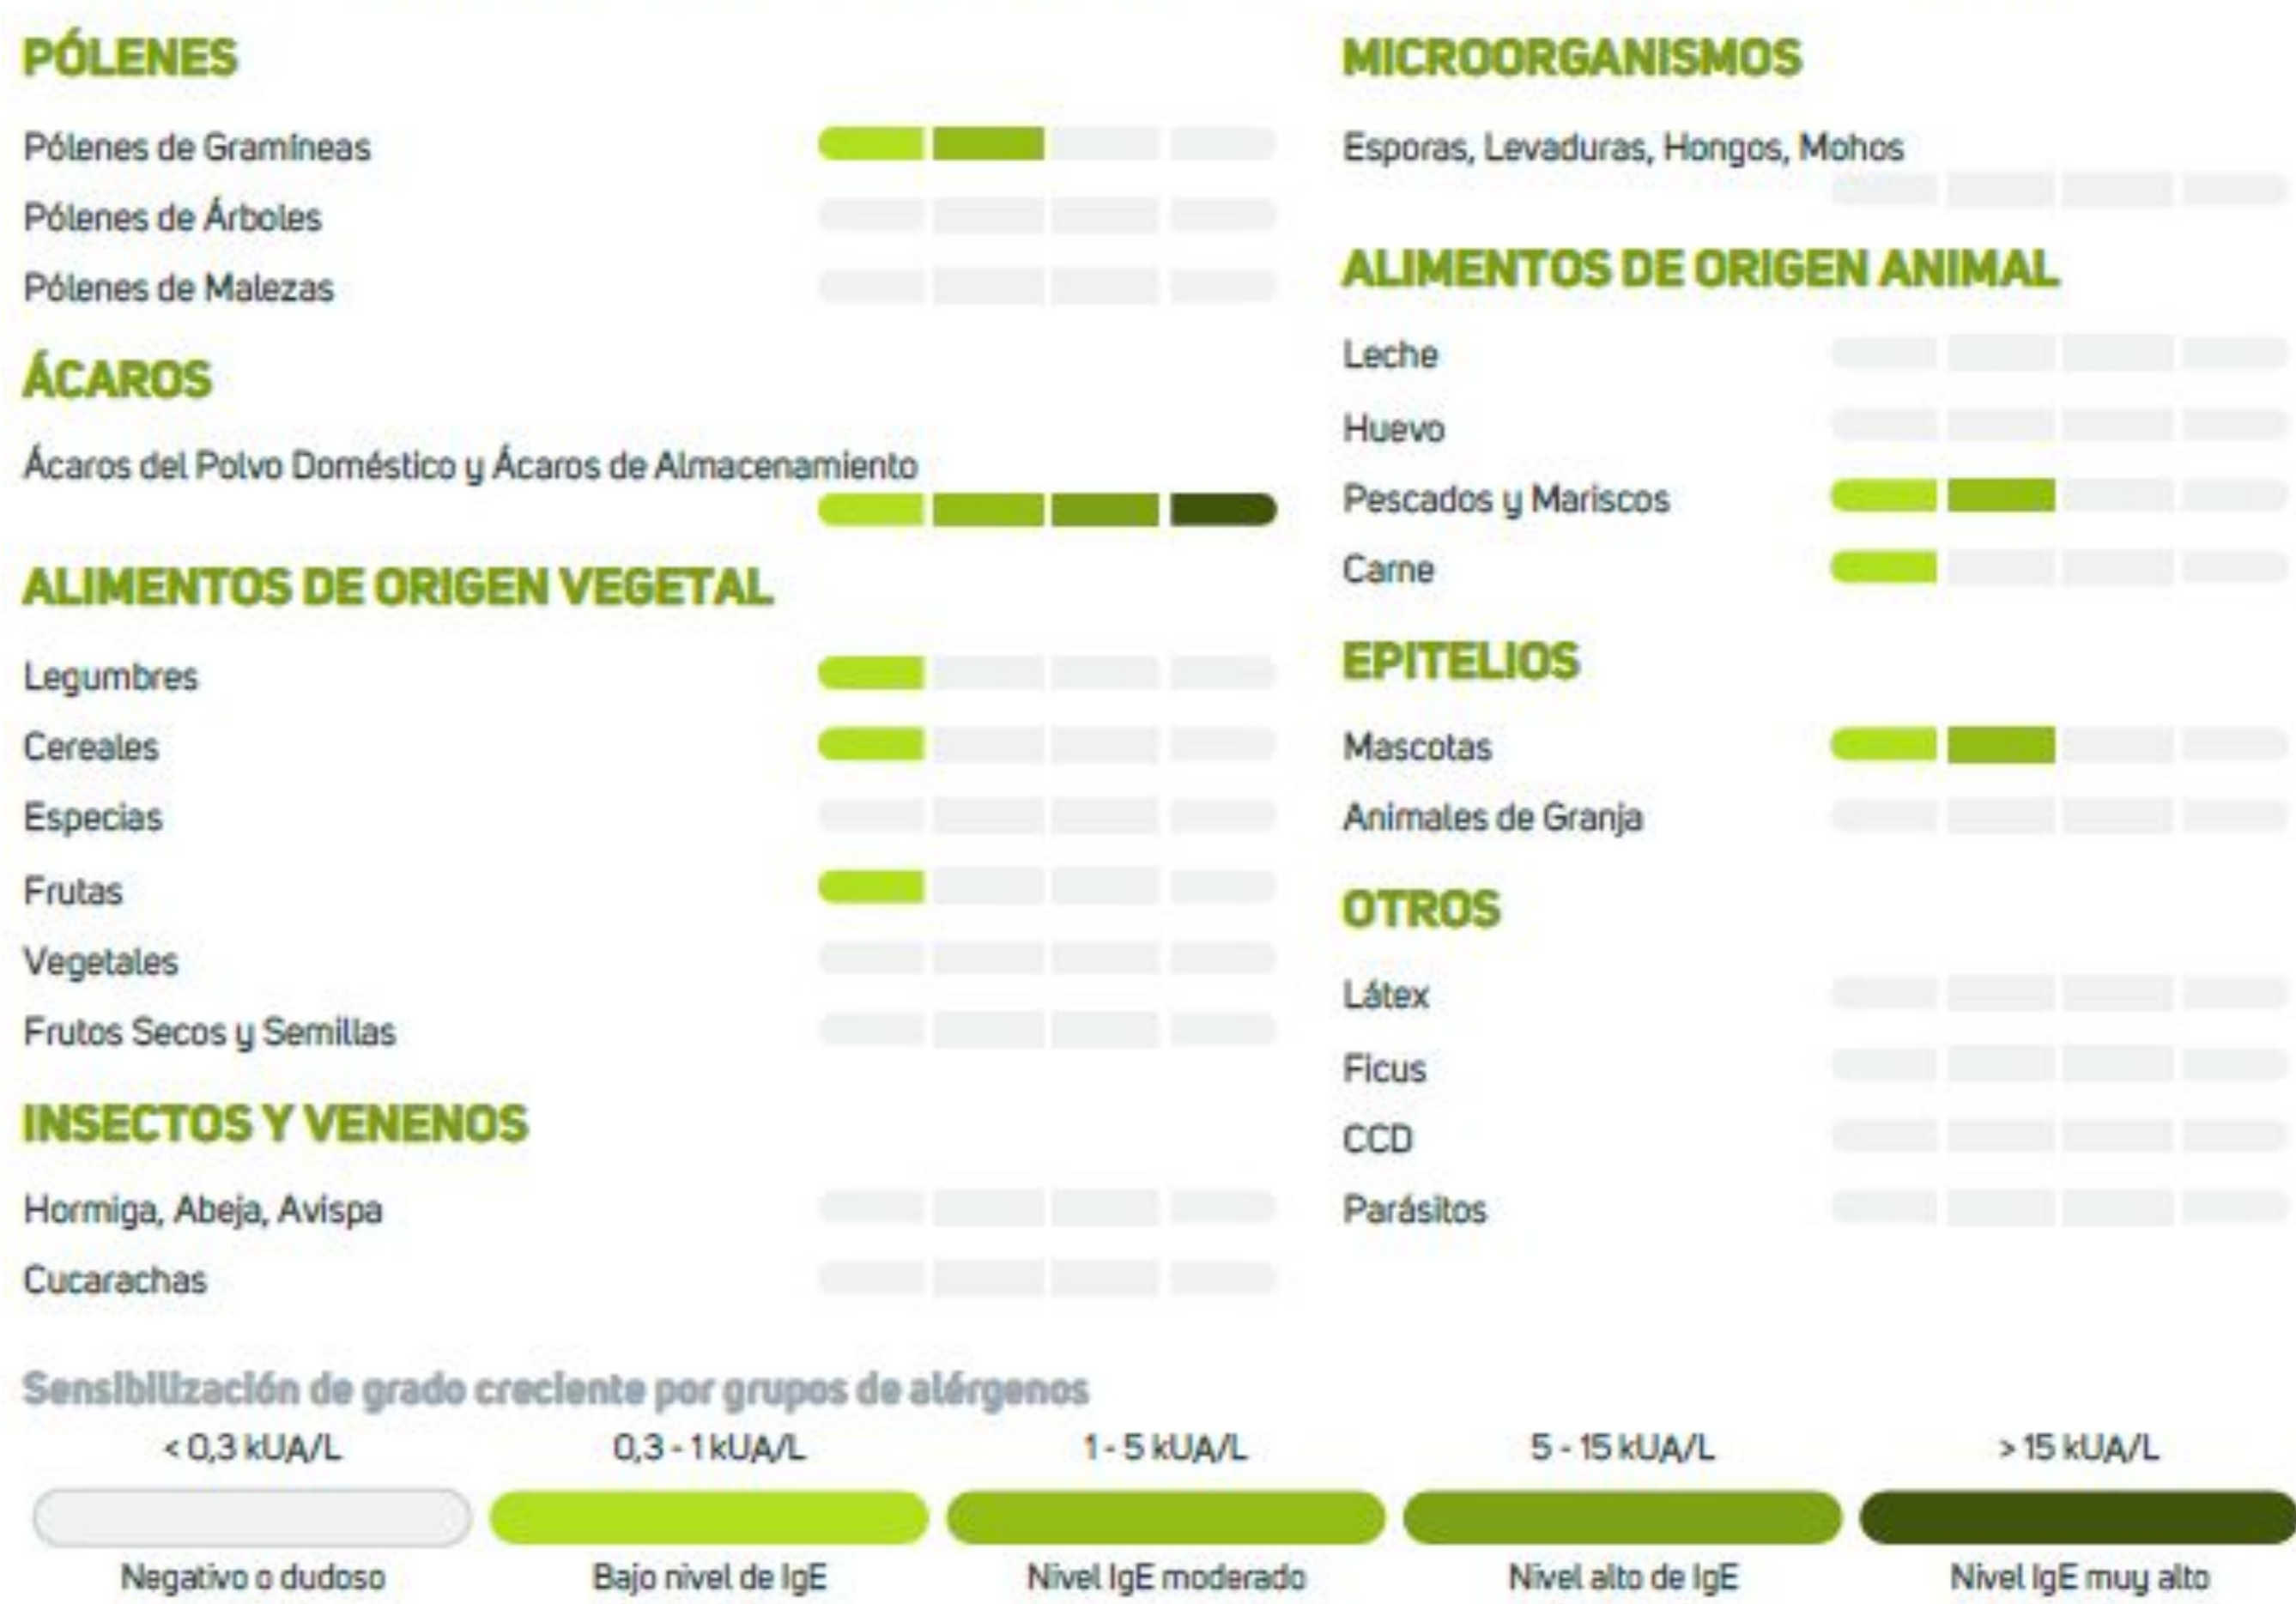 PÓLENES
Pólenes de Gramíneas
Pólenes de Árboles
Pólenes de Malezas
ÁCAROS
Ácaros del Polvo Doméstico y Ácaros de Almacenamiento
ALIMENTOS DE ORIGEN VEGETAL
Legumbres
Cereales
Especias
Frutas
Vegetales
Frutos Secos y Semillas
INSECTOS Y VENENOS
Hormiga, Abeja, Avispa
Cucarachas
MICROORGANISMOS
Esporas, Levaduras, Hongos, Mohos
ALIMENTOS DE ORIGEN ANIMAL
Leche
Huevo
Pescados y Mariscos
Carne
EPITELIOS
Mascotas
Animales de Granja
OTROS
Látex
Ficus
CCD
Parásitos
Sensibilización de grado creciente por grupos de alérgenos
< 0,3 kUA/L 0,3 - 1 kUA/L 1 - 5 kUA/L 5 - 15 kUA/L > 15 kUA/L
Negativo o dudoso Bajo nivel de IgE Nivel IgE moderado Nivel alto de IgE Nivel IgE muy alto